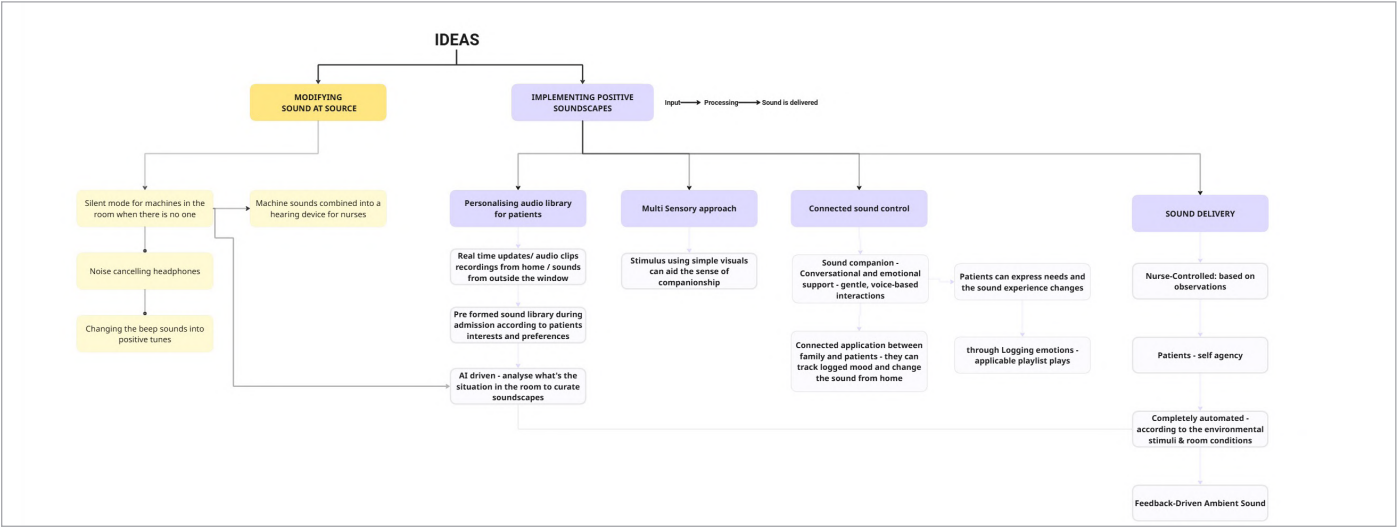 IDEAS
MODIFYING
SOUND AT SOURCE
IMPLEMENTING POSITIVE
SOUNDSCAPES
Input
Processing
Sound is delivered
Silent mode for machines in the
room when there is no one
Machine sounds combined into a
hearing device for nurses
Noise cancelling headphones
Changing the beep sounds into
positive tunes
Personalising audio library
for patients
Real time updates/ audio clips
recordings from home / sounds
from outside the window
Pre formed sound library during
admission according to patients
interests and preferences
AI driven - analyse what's the
situation in the room to curate
soundscapes
Multi Sensory approach
Stimulus using simple visuals
can aid the sense of
companionship
Connected sound control
Sound companion -
Conversational and emotional
support - gentle, voice-based
interactions
Connected application between
family and patients - they can
track logged mood and change
the sound from home
Patients can express needs and
the sound experience changes
through Logging emotions -
applicable playlist plays
SOUND DELIVERY
Nurse-Controlled: based on
observations
Patients - self agency
Completely automated -
according to the environmental
stimuli & room conditions
Feedback-Driven Ambient Sound